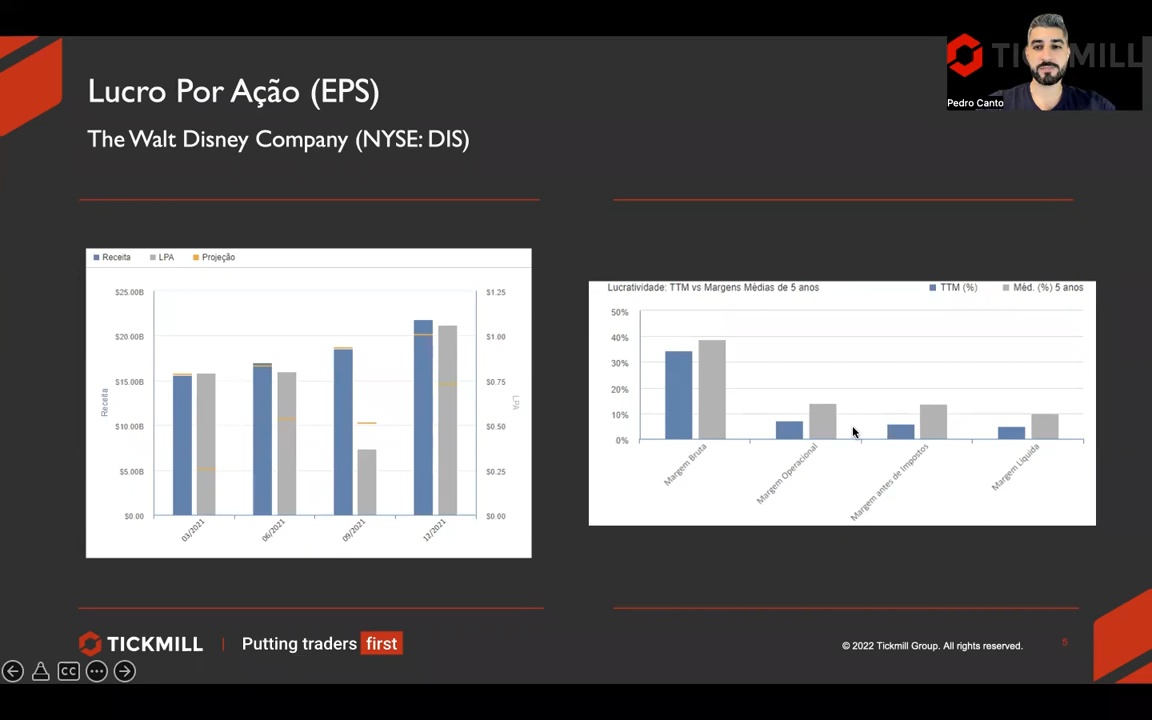 TICKMILL
Pedro Canto
Lucro Por Ação (EPS)
The Walt Disney Company (NYSE: DIS)
Receita LPA Projeção
$25.00B
$20.00B
$15.00B
$10.00B
$5.00B
$0.00
Receita
$1.25
$1.00
$0.75
$0.50
$0.25
$0.00
LPA
03/2021
06/2021
09/2021
12/2021
Lucratividade: TTM vs Margens Médias de 5 anos
TTM (%) Méd. (%) 5 anos
50%
40%
30%
20%
10%
0%
Margem Bruta
Margem Operacional
Margem antes de Impostos
Margem Líquida
TICKMILL | Putting traders first
© 2022 Tickmill Group. All rights reserved.
5
CC